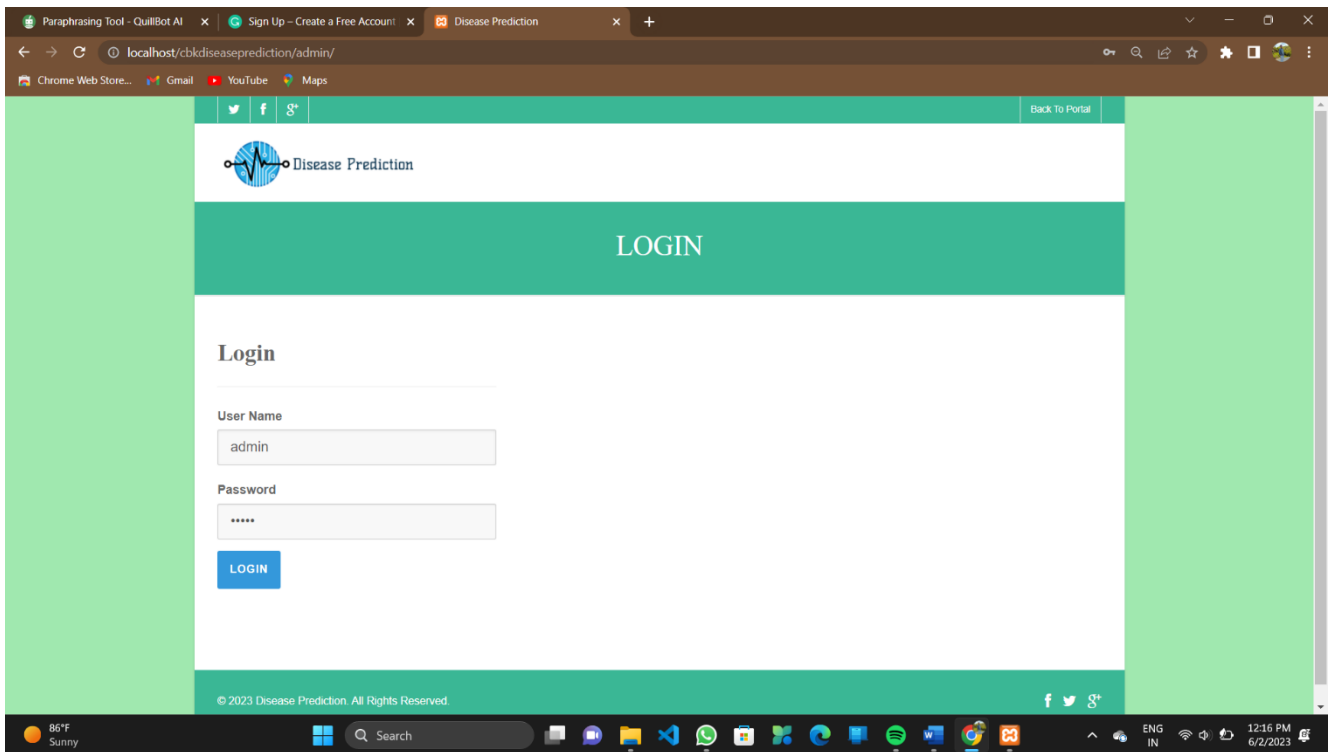 Paraphrasing Tool - QuillBot AI
Sign Up – Create a Free Account
Disease Prediction
localhost/cbkdiseaseprediction/admin/
Chrome Web Store...
Gmail
YouTube
Maps
Back To Portal
Disease Prediction
LOGIN
Login
User Name
admin
Password
•••••
LOGIN
© 2023 Disease Prediction. All Rights Reserved.
86°F
Sunny
Search
ENG
IN
12:16 PM
6/2/2023